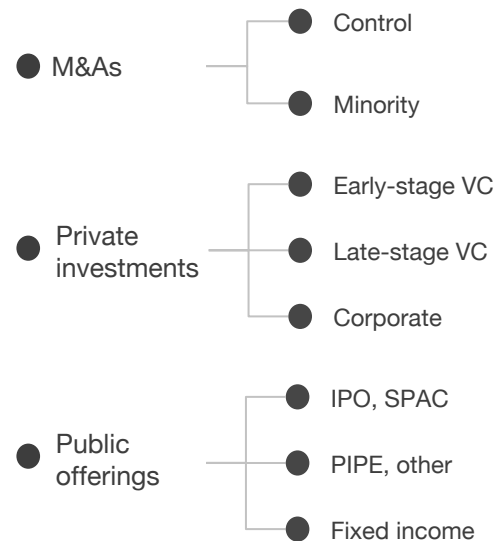 M&As
Control
Minority
Private
investments
Early-stage VC
Late-stage VC
Corporate
Public
offerings
IPO, SPAC
PIPE, other
Fixed income